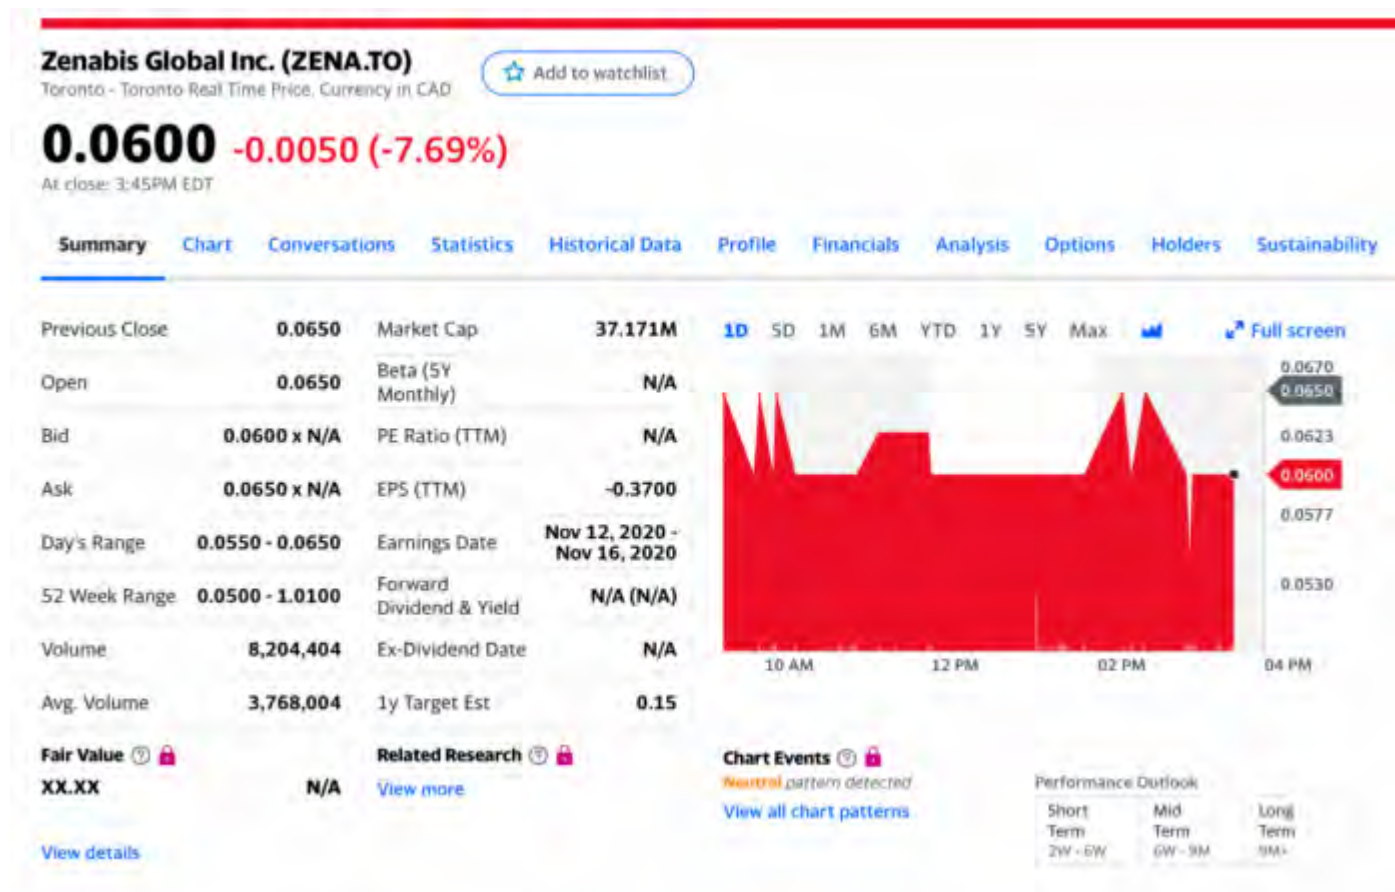 Zenabis Global Inc. (ZENA.TO)
Add to watchlist
Toronto - Toronto Real Time Price. Currency in CAD
0.0600 -0.0050 (-7.69%)
At close: 3:45PM EDT
Summary Chart Conversations Statistics Historical Data Profile Financials Analysis Options Holders Sustainability
Previous Close 0.0650
Open 0.0650
Bid 0.0600 x N/A
Ask 0.0650 x N/A
Day's Range 0.0550 - 0.0650
52 Week Range 0.0500 - 1.0100
Volume 8,204,404
Avg. Volume 3,768,004
Market Cap 37.171M
Beta (5Y
Monthly) N/A
PE Ratio (TTM) N/A
EPS (TTM) -0.3700
Earnings Date Nov 12, 2020 -
Nov 16, 2020
Forward
Dividend & Yield N/A (N/A)
Ex-Dividend Date N/A
1y Target Est 0.15
1D 5D 1M 6M YTD 1Y 5Y Max Full screen
0.0670
0.0650
0.0623
0.0600
0.0577
0.0530
10 AM 12 PM 02 PM 04 PM
Fair Value
XX.XX N/A
View details
Related Research
View more
Chart Events
Neutral pattern detected
View all chart patterns
Performance Outlook
Short
Term
2W - 6W
Mid
Term
6W - 9M
Long
Term
9M+